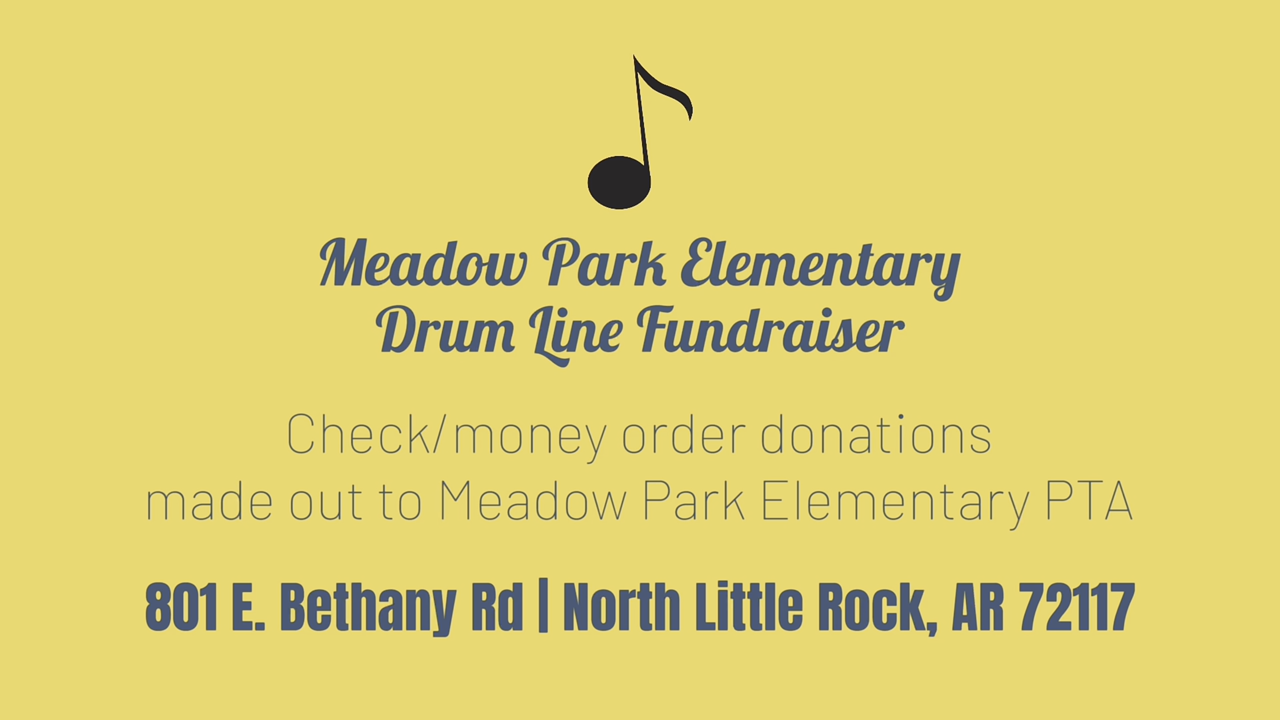 Meadow Park Elementary
Drum Line Fundraiser
Check/money order donations
made out to Meadow Park Elementary PTA
801 E. Bethany Rd | North Little Rock, AR 72117